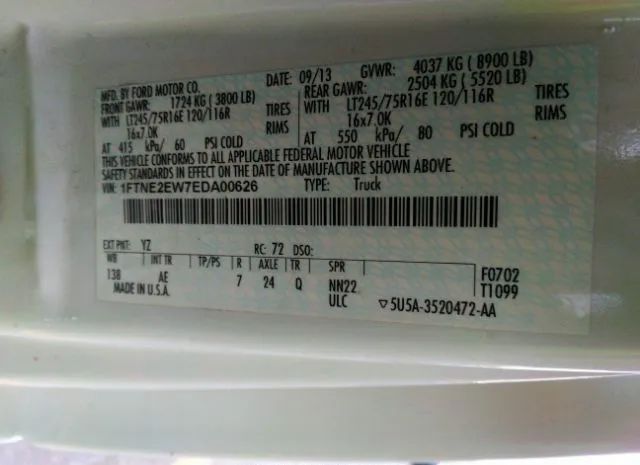 MFD. BY FORD MOTOR CO.
DATE: 09/13 GVWR: 4037 KG ( 8900 LB)
FRONT GAWR: 1724 KG ( 3800 LB)
REAR GAWR: 2504 KG ( 5520 LB)
WITH LT245/75R16E 120/116R TIRES
WITH LT245/75R16E 120/116R TIRES
16x7.0K RIMS
16x7.0K RIMS
AT 415 kPa/ 60 PSI COLD
AT 550 kPa/ 80 PSI COLD
THIS VEHICLE CONFORMS TO ALL APPLICABLE FEDERAL MOTOR VEHICLE
SAFETY STANDARDS IN EFFECT ON THE DATE OF MANUFACTURE SHOWN ABOVE.
VIN: 1FTNE2EW7EDA00626 TYPE: Truck
EXT PNT: YZ RC: 72 DSO:
WB INT TR TP/PS R AXLE TR SPR
138 AE 7 24 Q NN22 F0702
MADE IN U.S.A. ULC T1099
▽5U5A-3520472-AA